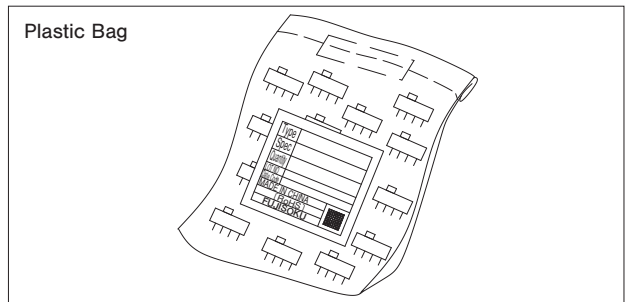 Plastic Bag
Type
Spec
Quantity
MADE IN CHINA
(RoHS)
FUJISOKU